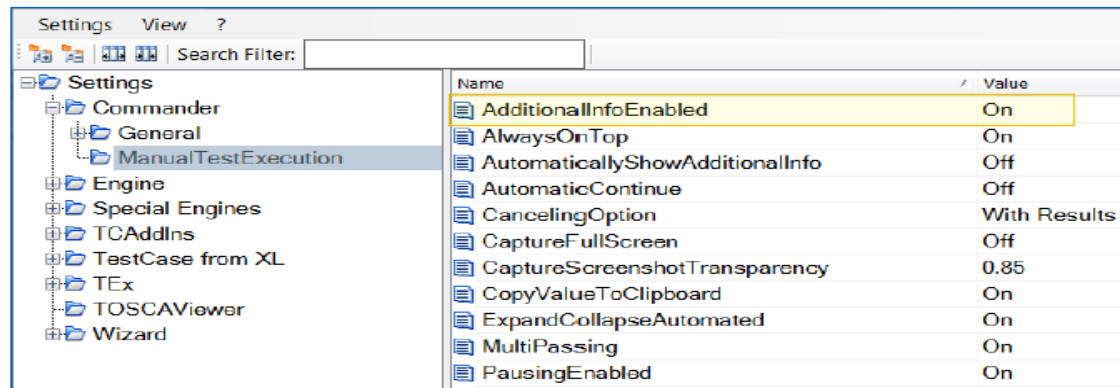 Settings View ?
Search Filter:
Settings
Commander
General
ManualTestExecution
Engine
Special Engines
TCAddIns
TestCase from XL
TEx
TOSCAViewer
Wizard
Name Value
AdditionalInfoEnabled On
AlwaysOnTop On
AutomaticallyShowAdditionalInfo Off
AutomaticContinue Off
CancelingOption With Results
CaptureFullScreen Off
CaptureScreenshotTransparency 0.85
CopyValueToClipboard On
ExpandCollapseAutomated On
MultiPassing On
PausingEnabled On